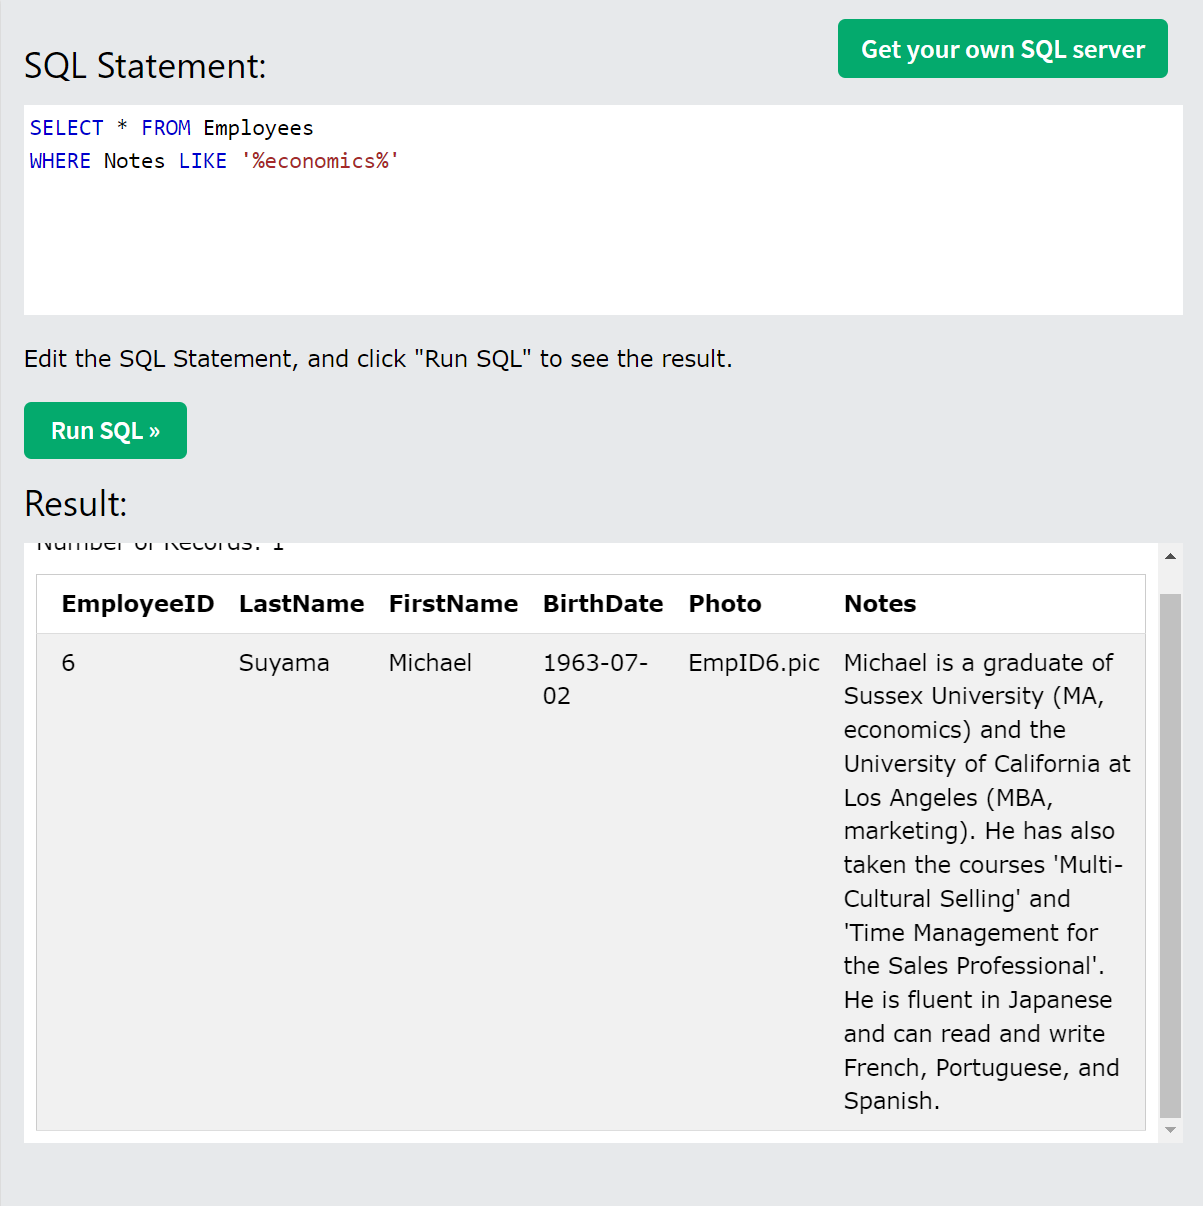 Get your own SQL server
SQL Statement:
SELECT * FROM Employees
WHERE Notes LIKE '%economics%'
Edit the SQL Statement, and click "Run SQL" to see the result.
Run SQL »
Result:
Number of Records: 1
EmployeeID LastName FirstName BirthDate Photo Notes
6 Suyama Michael 1963-07- EmpID6.pic Michael is a graduate of
02 Sussex University (MA,
economics) and the
University of California at
Los Angeles (MBA,
marketing). He has also
taken the courses 'Multi-
Cultural Selling' and
'Time Management for
the Sales Professional'.
He is fluent in Japanese
and can read and write
French, Portuguese, and
Spanish.